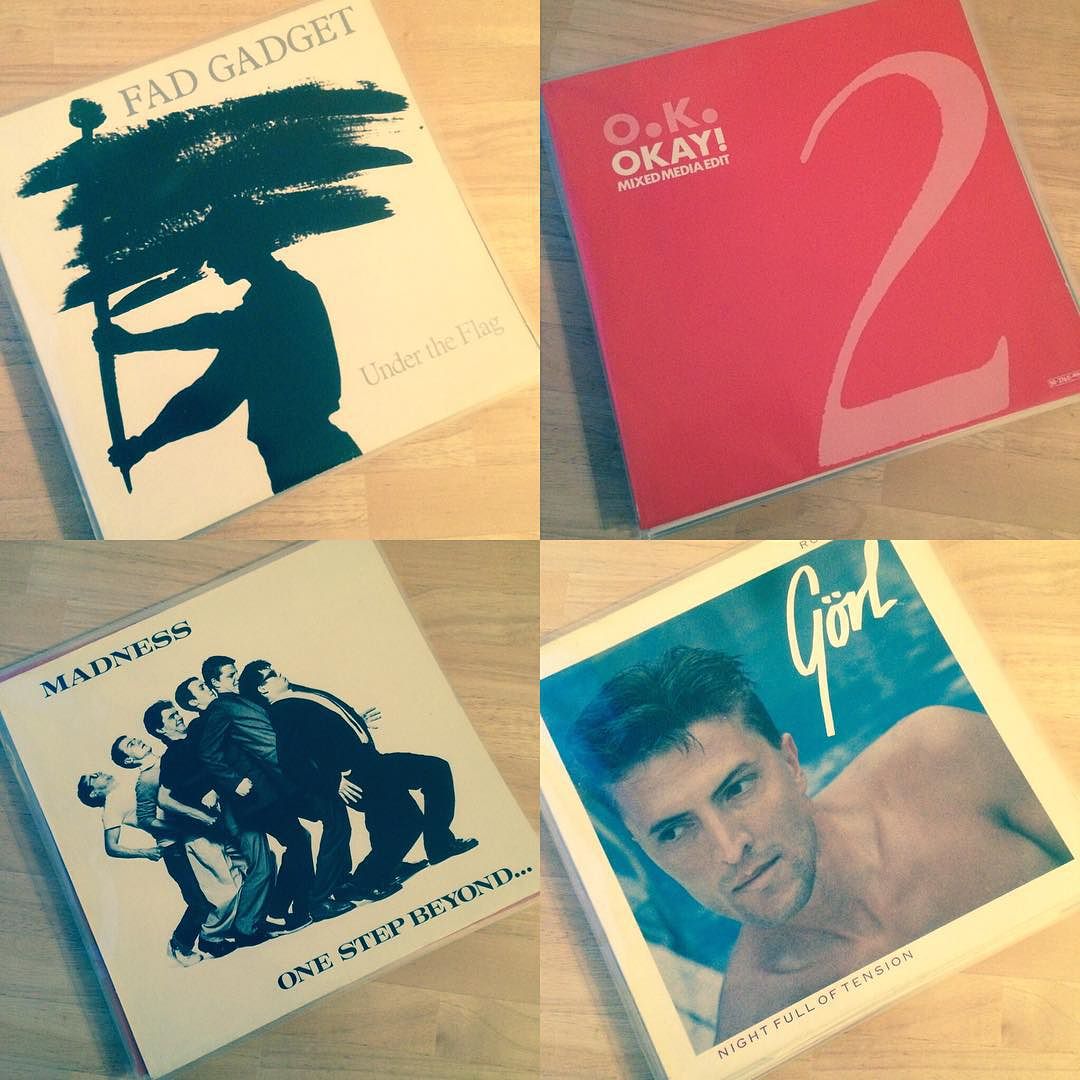 FAD GADGET
Under the Flag
O.K.
OKAY!
MIXED MEDIA EDIT
2
MADNESS
ONE STEP BEYOND...
Görl
NIGHT FULL OF TENSION